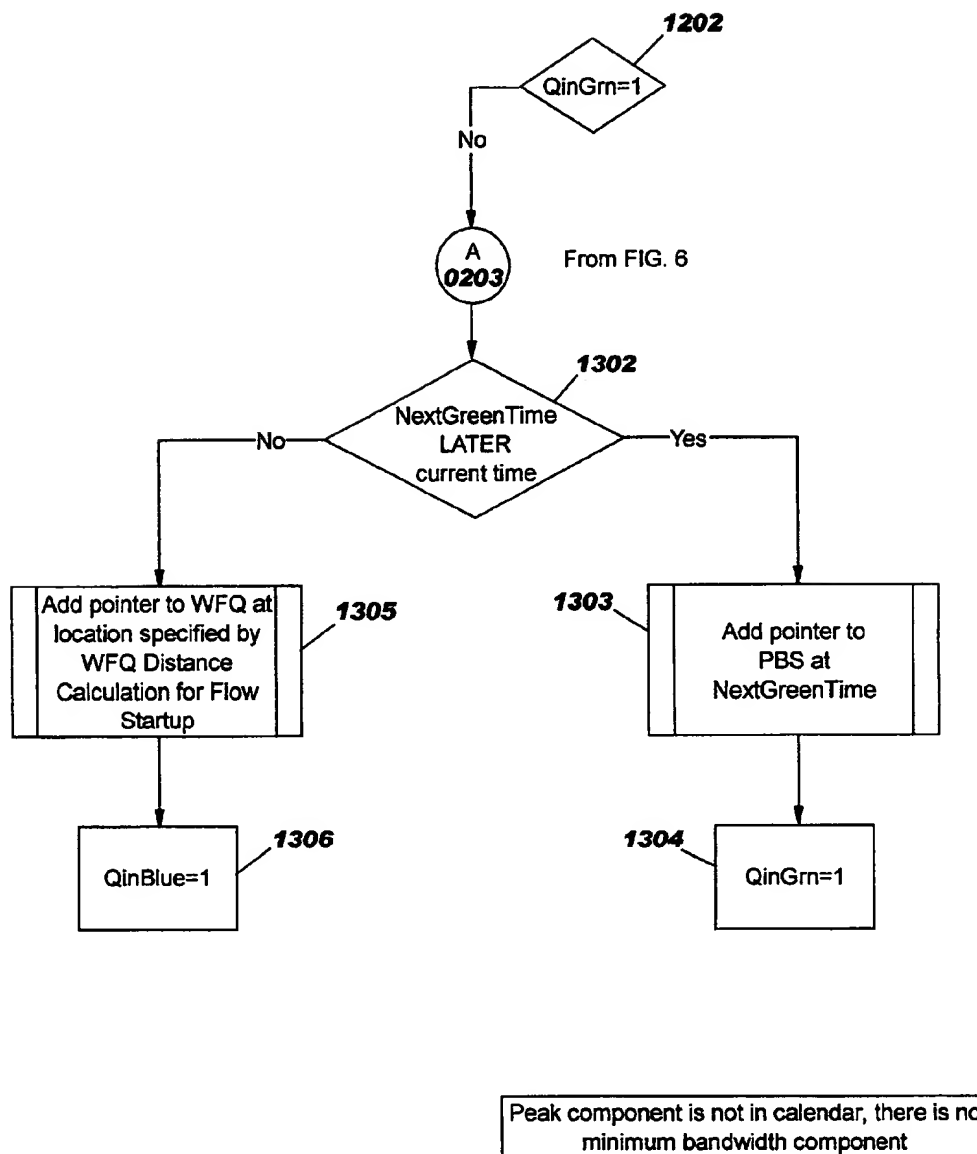 1202
QinGrn=1
No
A
0203
From FIG. 6
1302
NextGreenTime
LATER
current time
No
Yes
Add pointer to WFQ at
location specified by
WFQ Distance
Calculation for Flow
Startup
1305
1303
Add pointer to
PBS at
NextGreenTime
1306
QinBlue=1
1304
QinGrn=1
Peak component is not in calendar, there is no
minimum bandwidth component